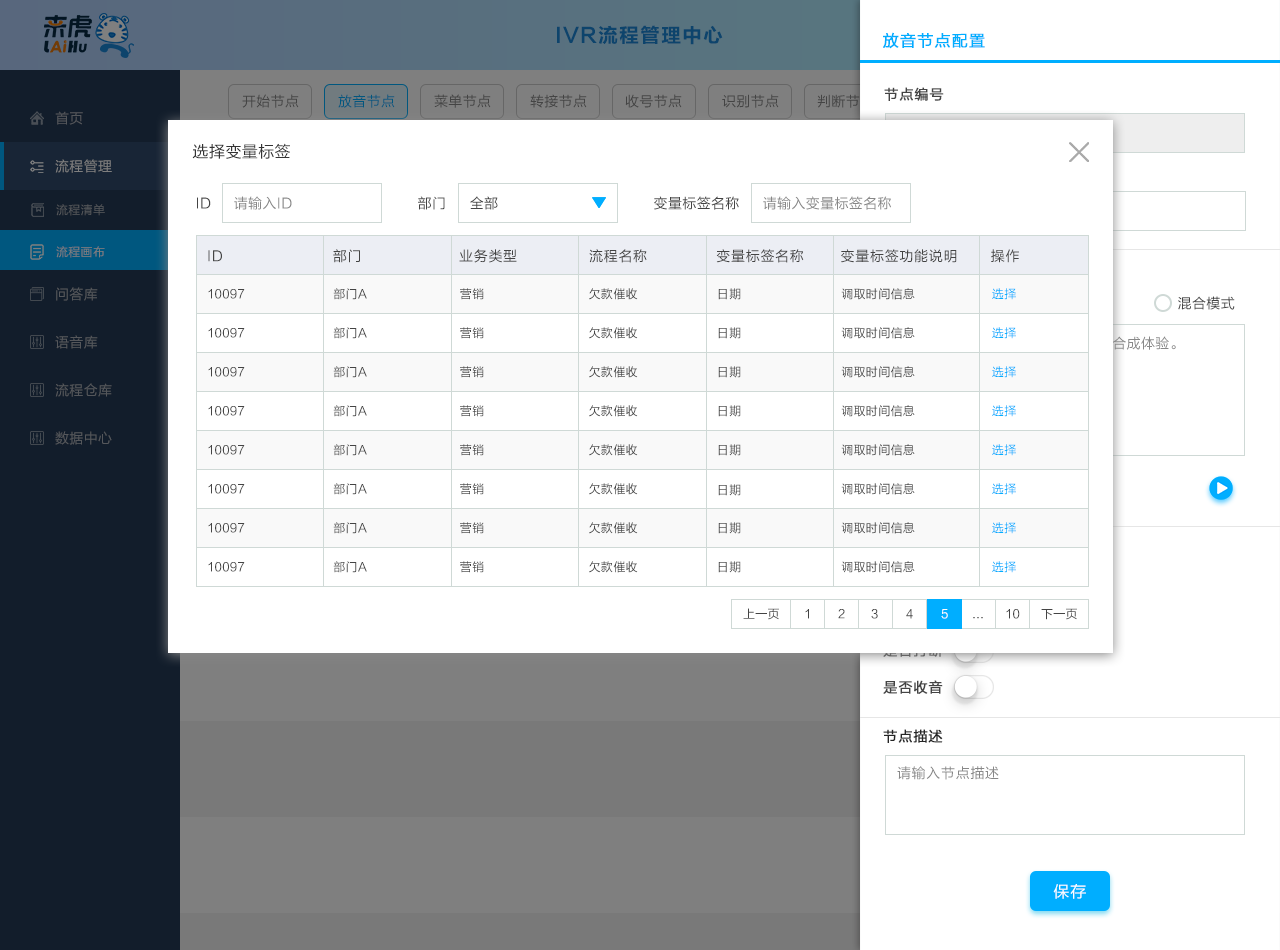 来虎
LAiHu
IVR流程管理中心
首页
流程管理
流程清单
流程画布
问答库
语音库
流程仓库
数据中心
开始节点 放音节点 菜单节点 转接节点 收号节点 识别节点 判断节
放音节点配置
节点编号
混合模式
合成体验。
选择变量标签
ID 请输入ID 部门 全部 变量标签名称 请输入变量标签名称
ID 部门 业务类型 流程名称 变量标签名称 变量标签功能说明 操作
10097 部门A 营销 欠款催收 日期 调取时间信息 选择
10097 部门A 营销 欠款催收 日期 调取时间信息 选择
10097 部门A 营销 欠款催收 日期 调取时间信息 选择
10097 部门A 营销 欠款催收 日期 调取时间信息 选择
10097 部门A 营销 欠款催收 日期 调取时间信息 选择
10097 部门A 营销 欠款催收 日期 调取时间信息 选择
10097 部门A 营销 欠款催收 日期 调取时间信息 选择
10097 部门A 营销 欠款催收 日期 调取时间信息 选择
上一页 1 2 3 4 5 ... 10 下一页
是否收音
节点描述
请输入节点描述
保存